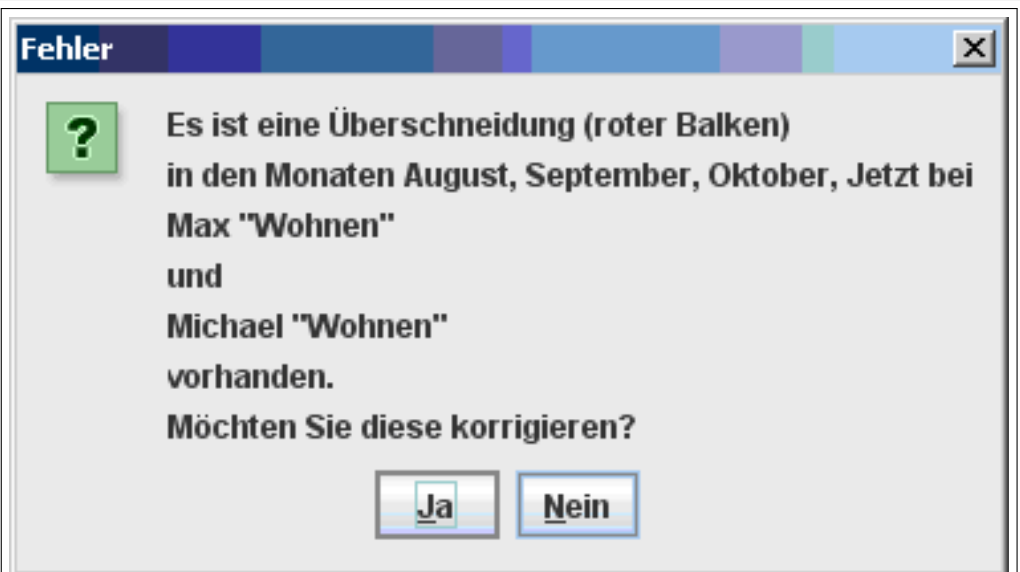 Fehler
Es ist eine Überschneidung (roter Balken)
in den Monaten August, September, Oktober, Jetzt bei
Max "Wohnen"
und
Michael "Wohnen"
vorhanden.
Möchten Sie diese korrigieren?
Ja Nein